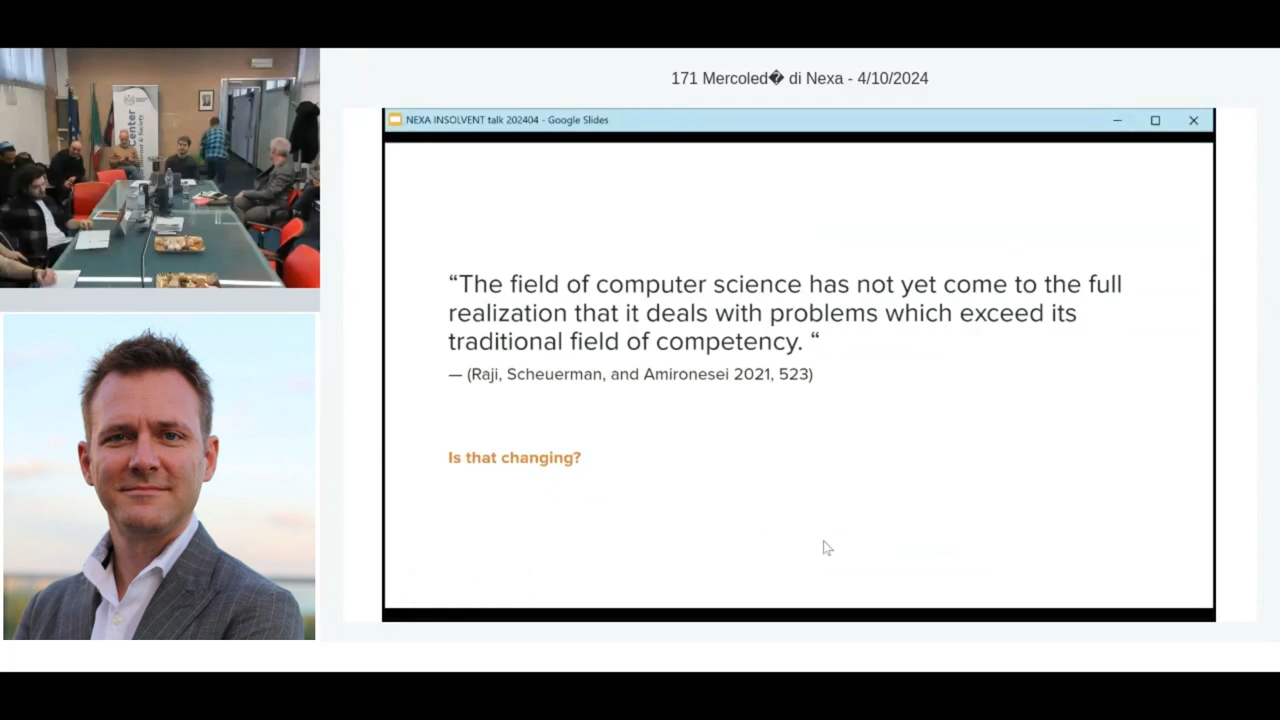 171 Mercoled� di Nexa - 4/10/2024
NEXA INSOLVENT talk 202404 - Google Slides
“The field of computer science has not yet come to the full
realization that it deals with problems which exceed its
traditional field of competency. “
— (Raji, Scheuerman, and Amironesei 2021, 523)
Is that changing?